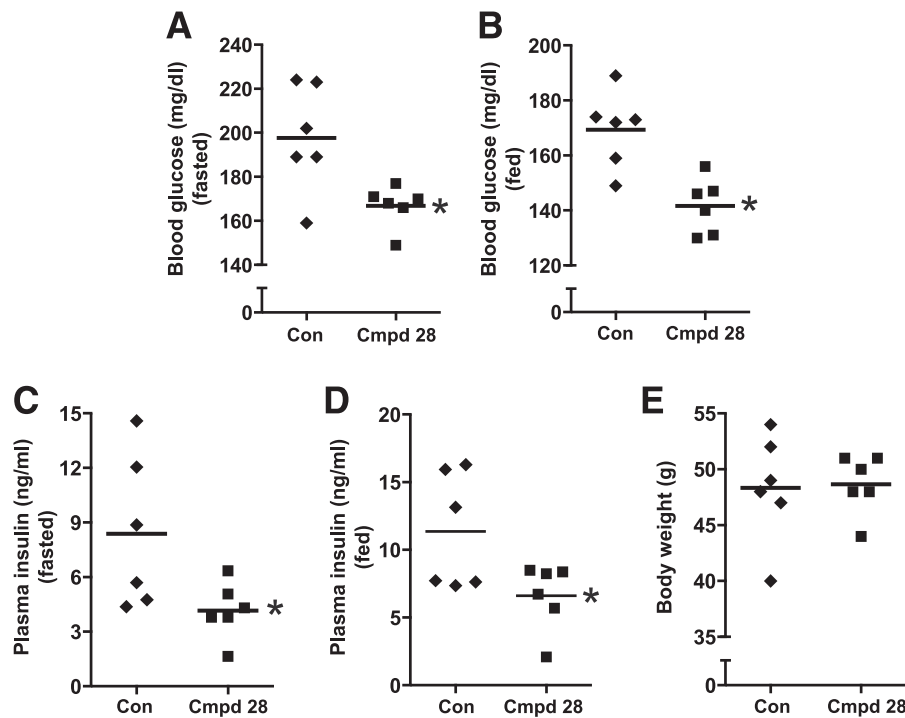 A
Blood glucose (mg/dl)
(fasted)
240
220
200
180
160
140
0
*
Con
Cmpd 28
B
Blood glucose (mg/dl)
(fed)
200
180
160
140
120
0
*
Con
Cmpd 28
C
Plasma insulin (ng/ml)
(fasted)
15
12
9
6
3
0
*
Con
Cmpd 28
D
Plasma insulin (ng/ml)
(fed)
20
15
10
5
0
*
Con
Cmpd 28
E
Body weight (g)
55
50
45
40
35
0
Con
Cmpd 28